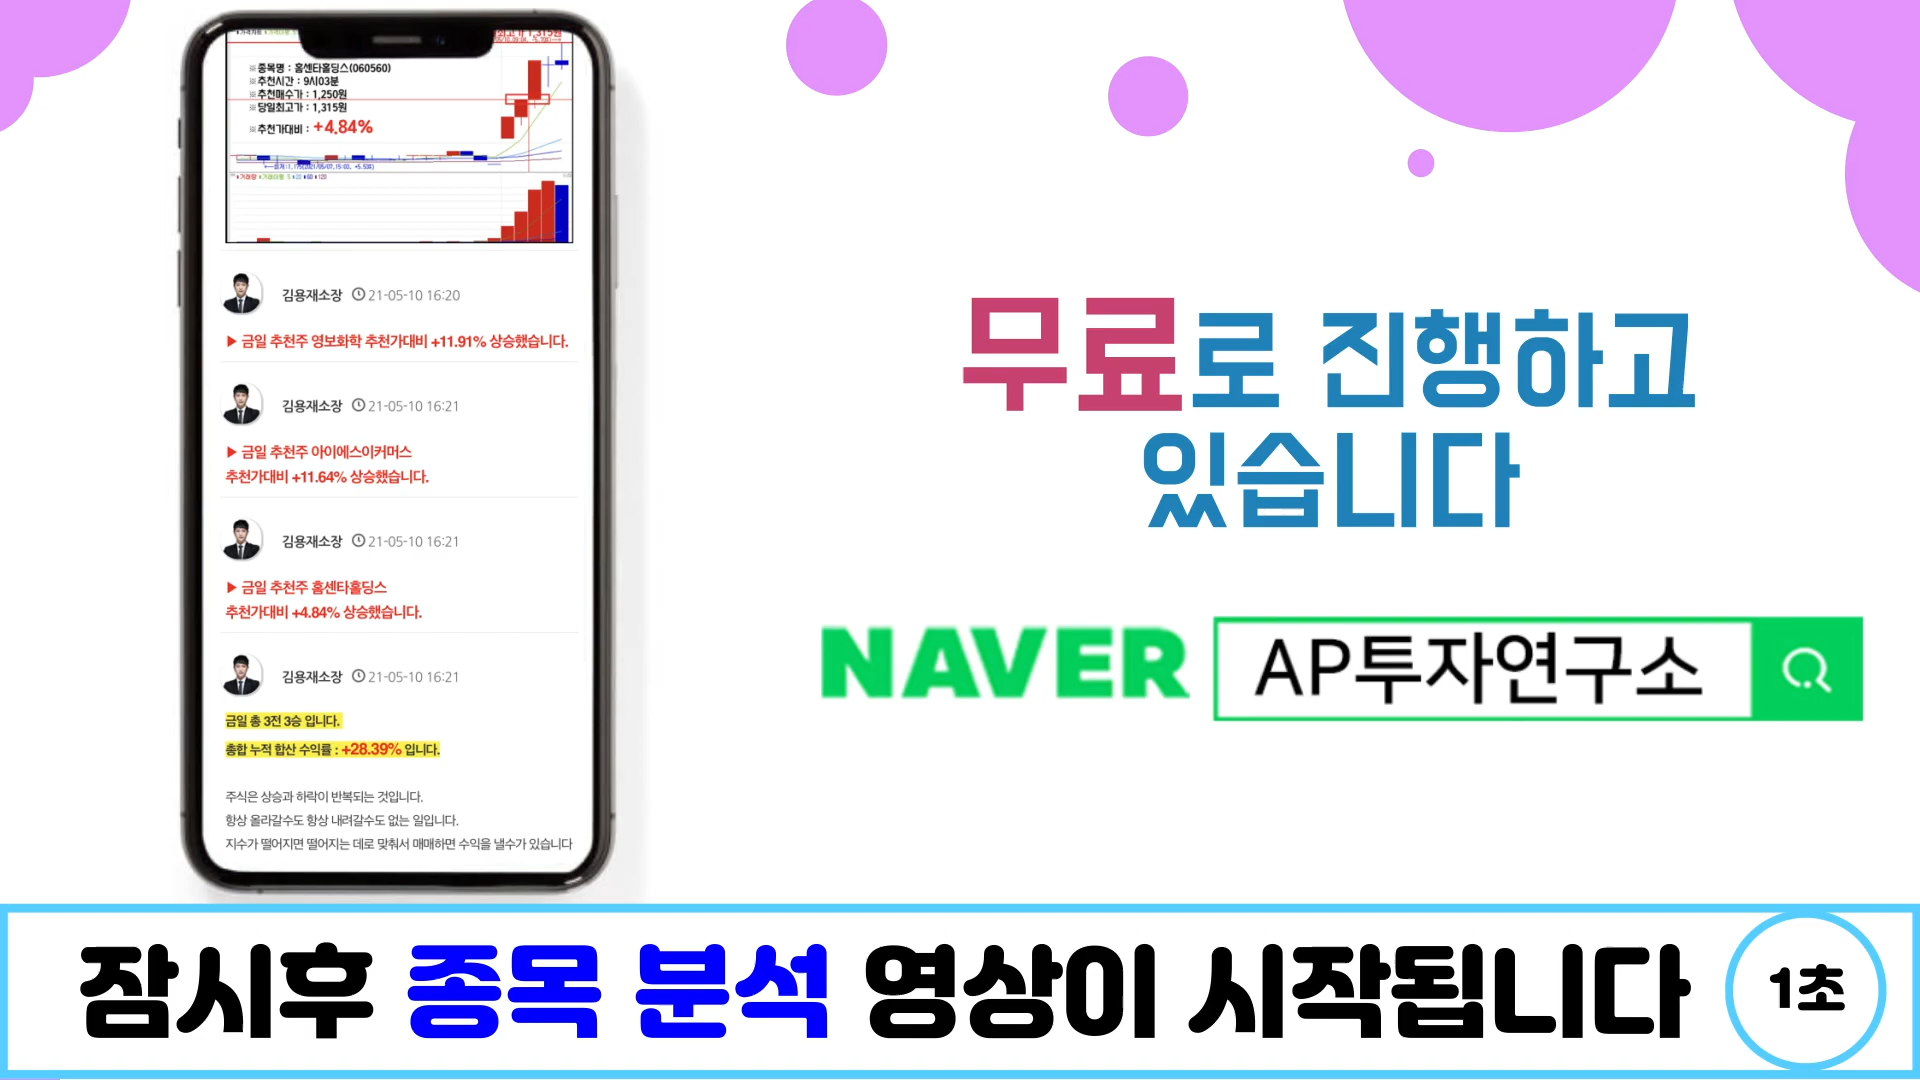 ※종목명 : 홈센타홀딩스(060560)
※추천시간 : 9시03분
※추천매수가 : 1,250원
※당일최고가 : 1,315원
※추천가대비 : +4.84%
김용재소장 21-05-10 16:20
▶ 금일 추천주 영보화학 추천가대비 +11.91% 상승했습니다.
김용재소장 21-05-10 16:21
▶ 금일 추천주 아이에스이커머스
추천가대비 +11.64% 상승했습니다.
김용재소장 21-05-10 16:21
▶ 금일 추천주 홈센타홀딩스
추천가대비 +4.84% 상승했습니다.
김용재소장 21-05-10 16:21
금일 총 3전 3승 입니다.
총합 누적 합산 수익률 : +28.39% 입니다.
주식은 상승과 하락이 반복되는 것입니다.
항상 올라갈수도 항상 내려갈수도 없는 일입니다.
지수가 떨어지면 떨어지는 데로 맞춰서 매매하면 수익을 낼수가 있습니다
무료로 진행하고
있습니다
NAVER AP투자연구소
잠시후 종목 분석 영상이 시작됩니다 1초